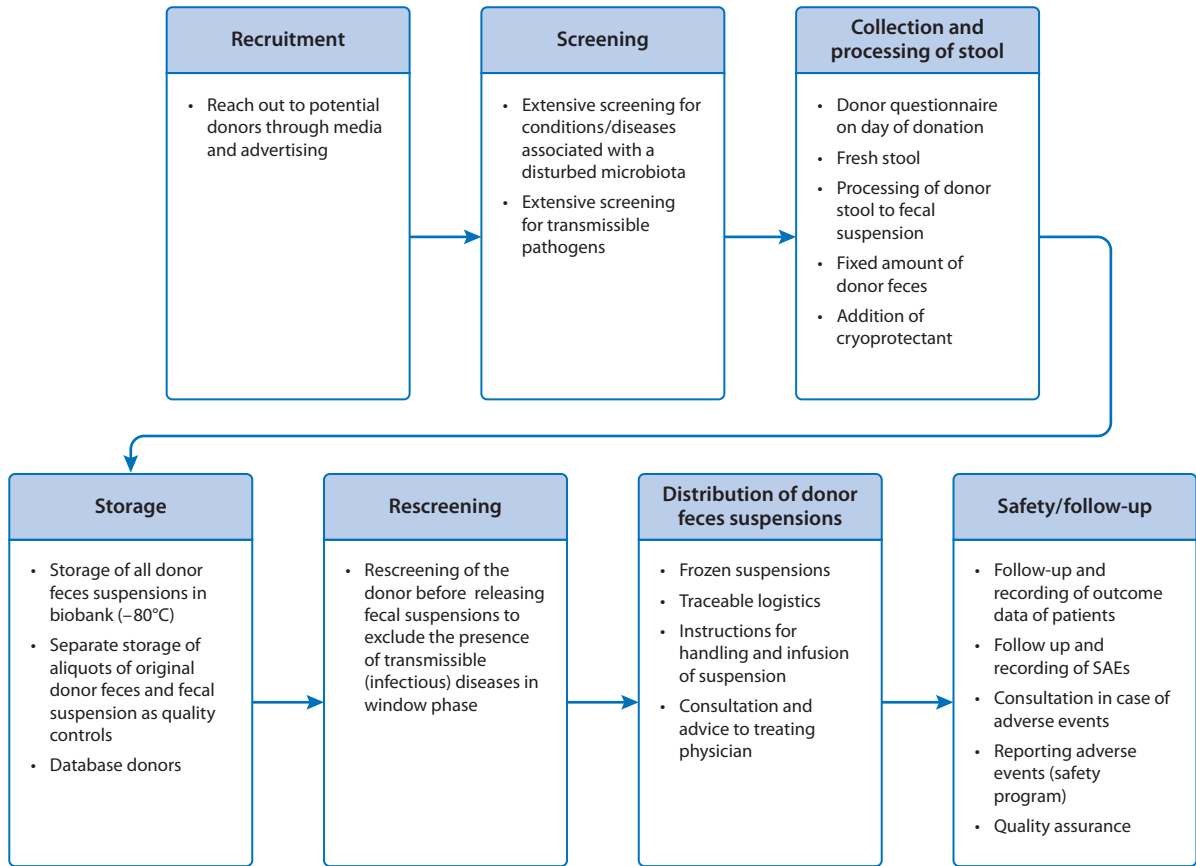 Recruitment
• Reach out to potential
donors through media
and advertising
Screening
• Extensive screening for
conditions/diseases
associated with a
disturbed microbiota
• Extensive screening
for transmissible
pathogens
Collection and
processing of stool
• Donor questionnaire
on day of donation
• Fresh stool
• Processing of donor
stool to fecal
suspension
• Fixed amount of
donor feces
• Addition of
cryoprotectant
Storage
• Storage of all donor
feces suspensions in
biobank (–80°C)
• Separate storage of
aliquots of original
donor feces and fecal
suspension as quality
controls
• Database donors
Rescreening
• Rescreening of the
donor before releasing
fecal suspensions to
exclude the presence
of transmissible
(infectious) diseases in
window phase
Distribution of donor
feces suspensions
• Frozen suspensions
• Traceable logistics
• Instructions for
handling and infusion
of suspension
• Consultation and
advice to treating
physician
Safety/follow-up
• Follow-up and
recording of outcome
data of patients
• Follow up and
recording of SAEs
• Consultation in case of
adverse events
• Reporting adverse
events (safety
program)
• Quality assurance